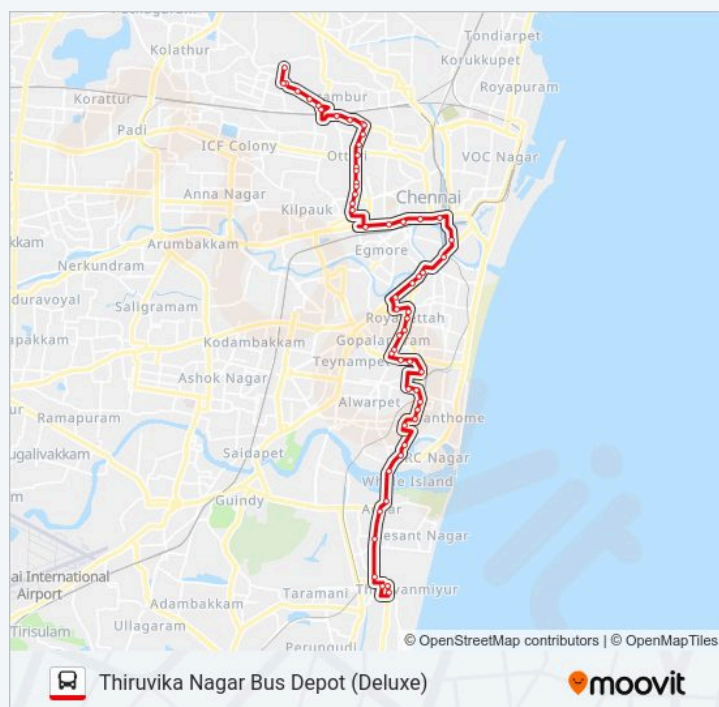 Tondiarpet
Kolathur
Korukkupet
Royapuram
Korattur
Padi
ICF Colony
VOC Nagar
Anna Nagar
Chennai
Kilpauk
Arumbakkam
Egmore
Nerkundram
Saligramam
Kodambakkam
Teynampet
Ashok Nagar
Alwarpet
Ramapuram
Saidapet
RC Nagar
Guindy
Besant Nagar
Airport
Taramani
Adambakkam
Tirisulam
Ullagaram
Perungudi
© OpenStreetMap contributors | © OpenMapTiles
Thiruvika Nagar Bus Depot (Deluxe)
moovit